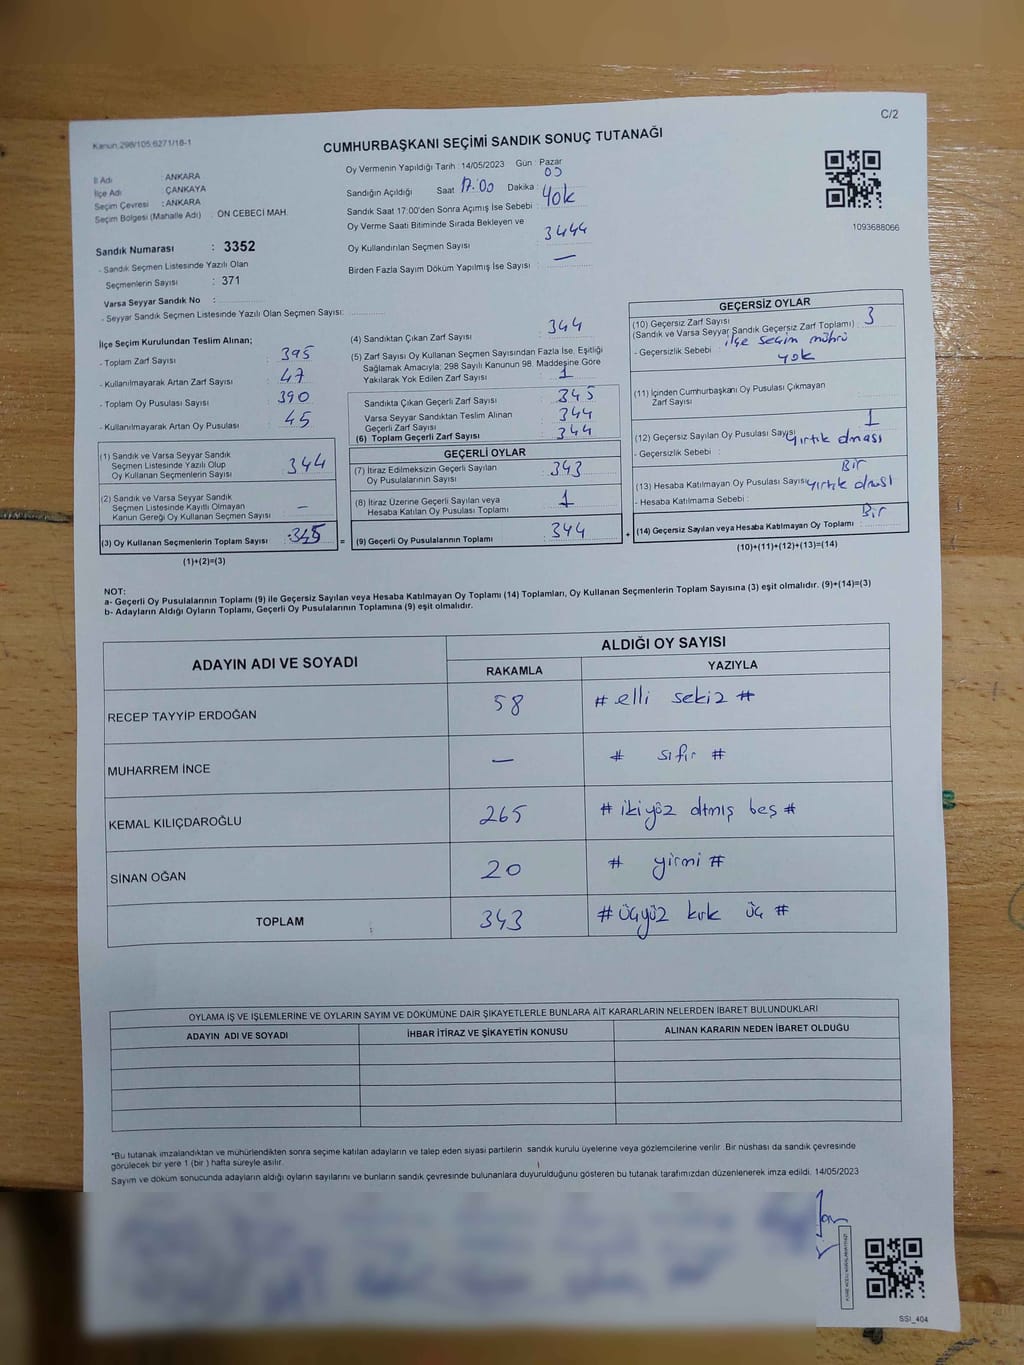 C/2
Kanun 298/105:6271/18-1
CUMHURBAŞKANI SEÇİMİ SANDIK SONUÇ TUTANAĞI
İl Adı : ANKARA
İlçe Adı : ÇANKAYA
Seçim Çevresi : ANKARA
Seçim Bölgesi (Mahalle Adı) : ON CEBECİ MAH.
Sandık Numarası : 3352
- Sandık Seçmen Listesinde Yazılı Olan
Seçmenlerin Sayısı : 371
Varsa Seyyar Sandık No :
- Seyyar Sandık Seçmen Listesinde Yazılı Olan Seçmen Sayısı:
Oy Vermenin Yapıldığı Tarih : 14/05/2023 Gün : Pazar
Sandığın Açıldığı Saat 17:00 Dakika : 00
Sandık Saat 17:00'den Sonra Açımış İse Sebebi : Yok
Oy Verme Saati Bitiminde Sırada Bekleyen ve
Oy Kullandırılan Seçmen Sayısı : 3444
Birden Fazla Sayım Döküm Yapılmış İse Sayısı : —
1093688066
İlçe Seçim Kurulundan Teslim Alınan;
- Toplam Zarf Sayısı : 395
- Kullanılmayarak Artan Zarf Sayısı : 47
- Toplam Oy Pusulası Sayısı : 390
- Kullanılmayarak Artan Oy Pusulası : 45
(1) Sandık ve Varsa Seyyar Sandık
Seçmen Listesinde Yazılı Olup
Oy Kullanan Seçmenlerin Sayısı : 344
(2) Sandık ve Varsa Seyyar Sandık
Seçmen Listesinde Kayıtlı Olmayan
Kanun Gereği Oy Kullanan Seçmen Sayısı : —
(3) Oy Kullanan Seçmenlerin Toplam Sayısı : 345 =
(1)+(2)=(3)
(4) Sandıktan Çıkan Zarf Sayısı : 344
(5) Zarf Sayısı Oy Kullanan Seçmen Sayısından Fazla İse, Eşitliği
Sağlamak Amacıyla; 298 Sayılı Kanunun 98. Maddesine Göre
Yakılarak Yok Edilen Zarf Sayısı : 1
Sandıkta Çıkan Geçerli Zarf Sayısı : 345
Varsa Seyyar Sandıktan Teslim Alınan
Geçerli Zarf Sayısı : 344
(6) Toplam Geçerli Zarf Sayısı : 344
GEÇERLİ OYLAR
(7) İtiraz Edilmeksizin Geçerli Sayılan
Oy Pusulasının Sayısı : 343
(8) İtiraz Üzerine Geçerli Sayılan veya
Hesaba Katılan Oy Pusulası Toplamı : 1
(9) Geçerli Oy Pusulalarının Toplamı : 344 +
GEÇERSİZ OYLAR
(10) Geçersiz Zarf Sayısı
(Sandık ve Varsa Seyyar Sandık Geçersiz Zarf Toplamı) : 3
- Geçersizlik Sebebi : ilçe seçim mührü
yok
(11) İçinden Cumhurbaşkanı Oy Pusulası Çıkmayan
Zarf Sayısı :
(12) Geçersiz Sayılan Oy Pusulası Sayısı : 1
- Geçersizlik Sebebi : yırtık olması
(13) Hesaba Katılmayan Oy Pusulası Sayısı : Bir
yırtık olması
- Hesaba Katılmama Sebebi :
(14) Geçersiz Sayılan veya Hesaba Katılmayan Oy Toplamı : Bir
(10)+(11)+(12)+(13)=(14)
NOT:
a- Geçerli Oy Pusulalarının Toplamı (9) ile Geçersiz Sayılan veya Hesaba Katılmayan Oy Toplamı (14) Toplamları, Oy Kullanan Seçmenlerin Toplam Sayısına (3) eşit olmalıdır. (9)+(14)=(3)
b- Adayların Aldığı Oyların Toplamı, Geçerli Oy Pusulalarının Toplamına (9) eşit olmalıdır.
ADAYIN ADI VE SOYADI ALDIĞI OY SAYISI
RAKAMLA YAZIYLA
RECEP TAYYİP ERDOĞAN 58 # elli sekiz #
MUHARREM İNCE — # sıfır #
KEMAL KILIÇDAROĞLU 265 # ikiyüz atmış beş #
SİNAN OĞAN 20 # yirmi #
TOPLAM 343 # üçyüz kırk üç #
OYLAMA İŞ VE İŞLEMLERİNE VE OYLARIN SAYIM VE DÖKÜMÜNE DAİR ŞİKAYETLERLE BUNLARA AİT KARARLARIN NELERDEN İBARET BULUNDUKLARI
ADAYIN ADI VE SOYADI İHBAR İTİRAZ VE ŞİKAYETİN KONUSU ALINAN KARARIN NEDEN İBARET OLDUĞU
*Bu tutanak imzalandıktan ve mühürlendikten sonra seçime katılan adayların ve talep eden siyasi partilerin sandık kurulu üyelerine veya gözlemcilerine verilir. Bir nüshası da sandık çevresinde
görülecek bir yere 1 (bir ) hafta süreyle asılır.
Sayım ve döküm sonucunda adayların aldığı oyların sayılarını ve bunların sandık çevresinde bulunanlara duyurulduğunu gösteren bu tutanak tarafımızdan düzenlenerek imza edildi. 14/05/2023
SSI_404